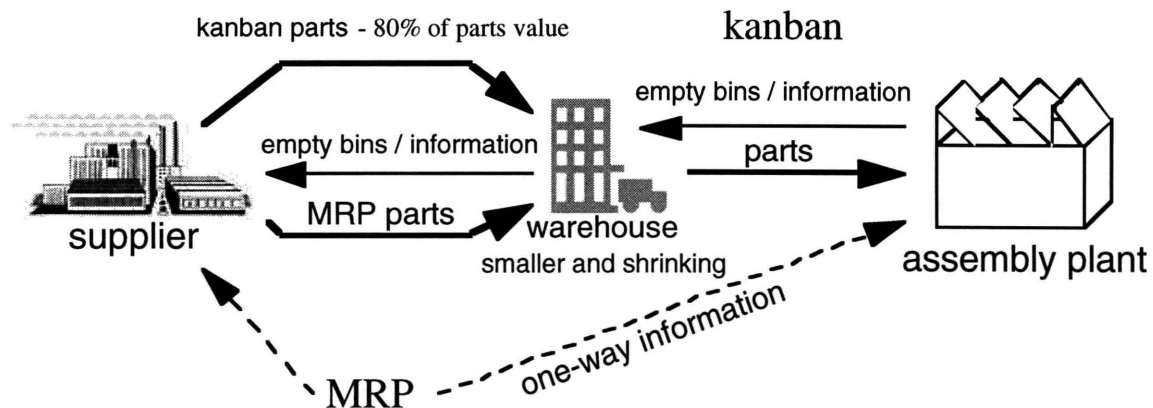 kanban parts - 80% of parts value
kanban
empty bins / information
empty bins / information
parts
MRP parts
supplier
warehouse
smaller and shrinking
assembly plant
one-way information
MRP